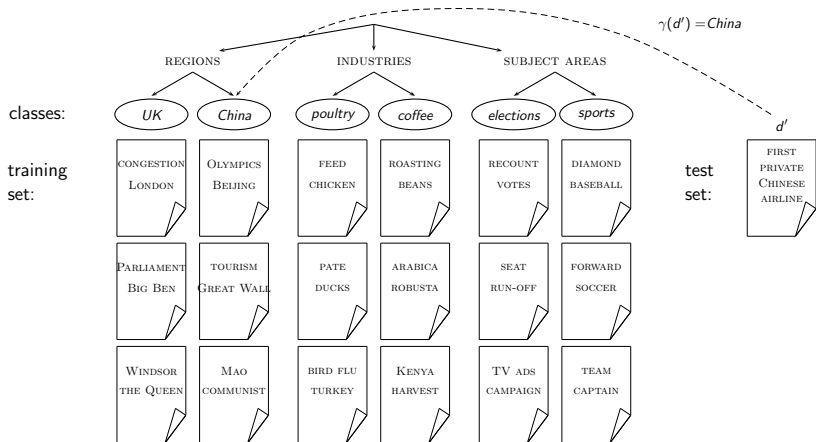 γ(d′) =China
REGIONS INDUSTRIES SUBJECT AREAS
classes: UK China poultry coffee elections sports
d′
training
set:
CONGESTION
LONDON
OLYMPICS
BEIJING
FEED
CHICKEN
ROASTING
BEANS
RECOUNT
VOTES
DIAMOND
BASEBALL
test
set:
FIRST
PRIVATE
CHINESE
AIRLINE
PARLIAMENT
BIG BEN
TOURISM
GREAT WALL
PATE
DUCKS
ARABICA
ROBUSTA
SEAT
RUN-OFF
FORWARD
SOCCER
WINDSOR
THE QUEEN
MAO
COMMUNIST
BIRD FLU
TURKEY
KENYA
HARVEST
TV ADS
CAMPAIGN
TEAM
CAPTAIN